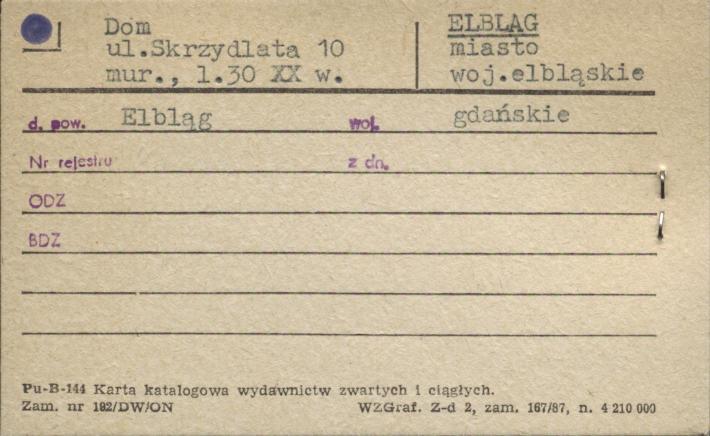 Dom
ul.Skrzydlata 10
mur., l.30 XX w.
ELBLĄG
miasto
woj.elbląskie
d. pow. Elbląg woj. gdańskie
Nr rejestru z dn.
ODZ
BDZ
Pu-B-144 Karta katalogowa wydawnictw zwartych i ciągłych.
Zam. nr 192/DW/ON WZGraf. Z-d 2, zam. 167/87, n. 4 210 000